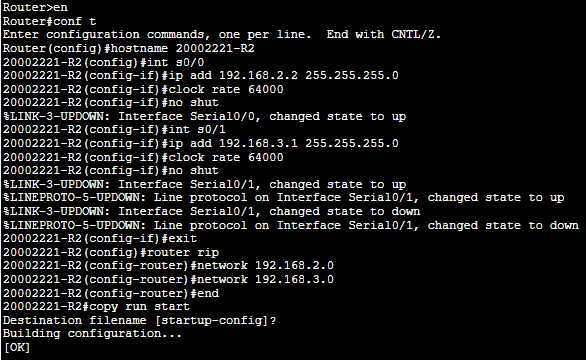 Router>en
Router#conf t
Enter configuration commands, one per line.  End with CNTL/Z.
Router(config)#hostname 20002221-R2
20002221-R2(config)#int s0/0
20002221-R2(config-if)#ip add 192.168.2.2 255.255.255.0
20002221-R2(config-if)#clock rate 64000
20002221-R2(config-if)#no shut
%LINK-3-UPDOWN: Interface Serial0/0, changed state to up
20002221-R2(config-if)#int s0/1
20002221-R2(config-if)#ip add 192.168.3.1 255.255.255.0
20002221-R2(config-if)#clock rate 64000
20002221-R2(config-if)#no shut
%LINK-3-UPDOWN: Interface Serial0/1, changed state to up
%LINEPROTO-5-UPDOWN: Line protocol on Interface Serial0/1, changed state to up
%LINK-3-UPDOWN: Interface Serial0/1, changed state to down
%LINEPROTO-5-UPDOWN: Line protocol on Interface Serial0/1, changed state to down
20002221-R2(config-if)#exit
20002221-R2(config)#router rip
20002221-R2(config-router)#network 192.168.2.0
20002221-R2(config-router)#network 192.168.3.0
20002221-R2(config-router)#end
20002221-R2#copy run start
Destination filename [startup-config]?
Building configuration...
[OK]